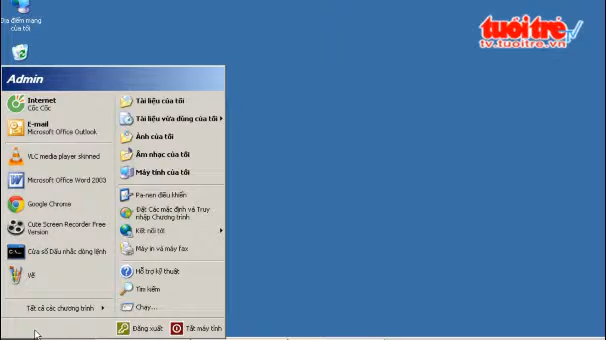 Địa điểm mạng
của tôi
tuổi trẻ TV
tv.tuoitre.vn
Admin
Internet
Cốc Cốc
E-mail
Microsoft Office Outlook
VLC media player skinned
Microsoft Office Word 2003
Google Chrome
Cute Screen Recorder Free
Version
Cửa sổ Dấu nhắc dòng lệnh
Vẽ
Tất cả các chương trình
Tài liệu của tôi
Tài liệu vừa dùng của tôi
Ảnh của tôi
Âm nhạc của tôi
Máy tính của tôi
Pa-nen điều khiển
Đặt Các mặc định và Truy
nhập Chương trình
Kết nối tới
Máy in và máy fax
Hỗ trợ kỹ thuật
Tìm kiếm
Chạy...
Đăng xuất
Tắt máy tính